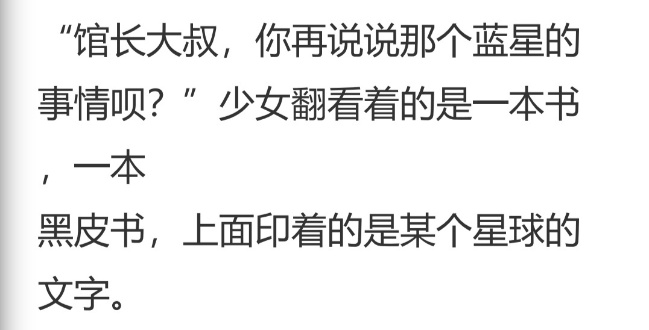 “馆长大叔，你再说说那个蓝星的
事情呗？”少女翻看着的是一本书
，一本
黑皮书，上面印着的是某个星球的
文字。